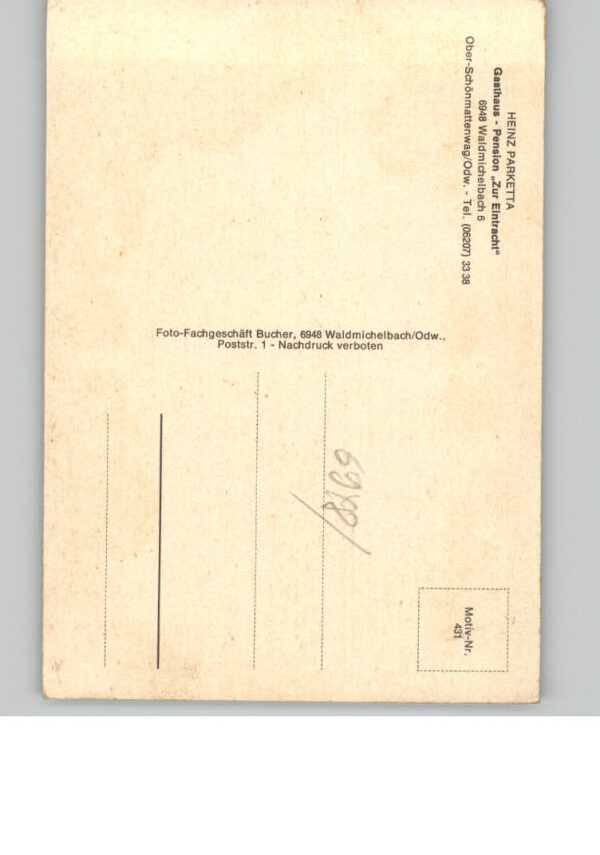 HEINZ PARKETTA
Gasthaus - Pension „Zur Eintracht“
6948 Waldmichelbach 6
Ober-Schönmattenwag/Odw. - Tel. (06207) 33 38
Foto-Fachgeschäft Bucher, 6948 Waldmichelbach/Odw.,
Poststr. 1 - Nachdruck verboten
Motiv-Nr.
431